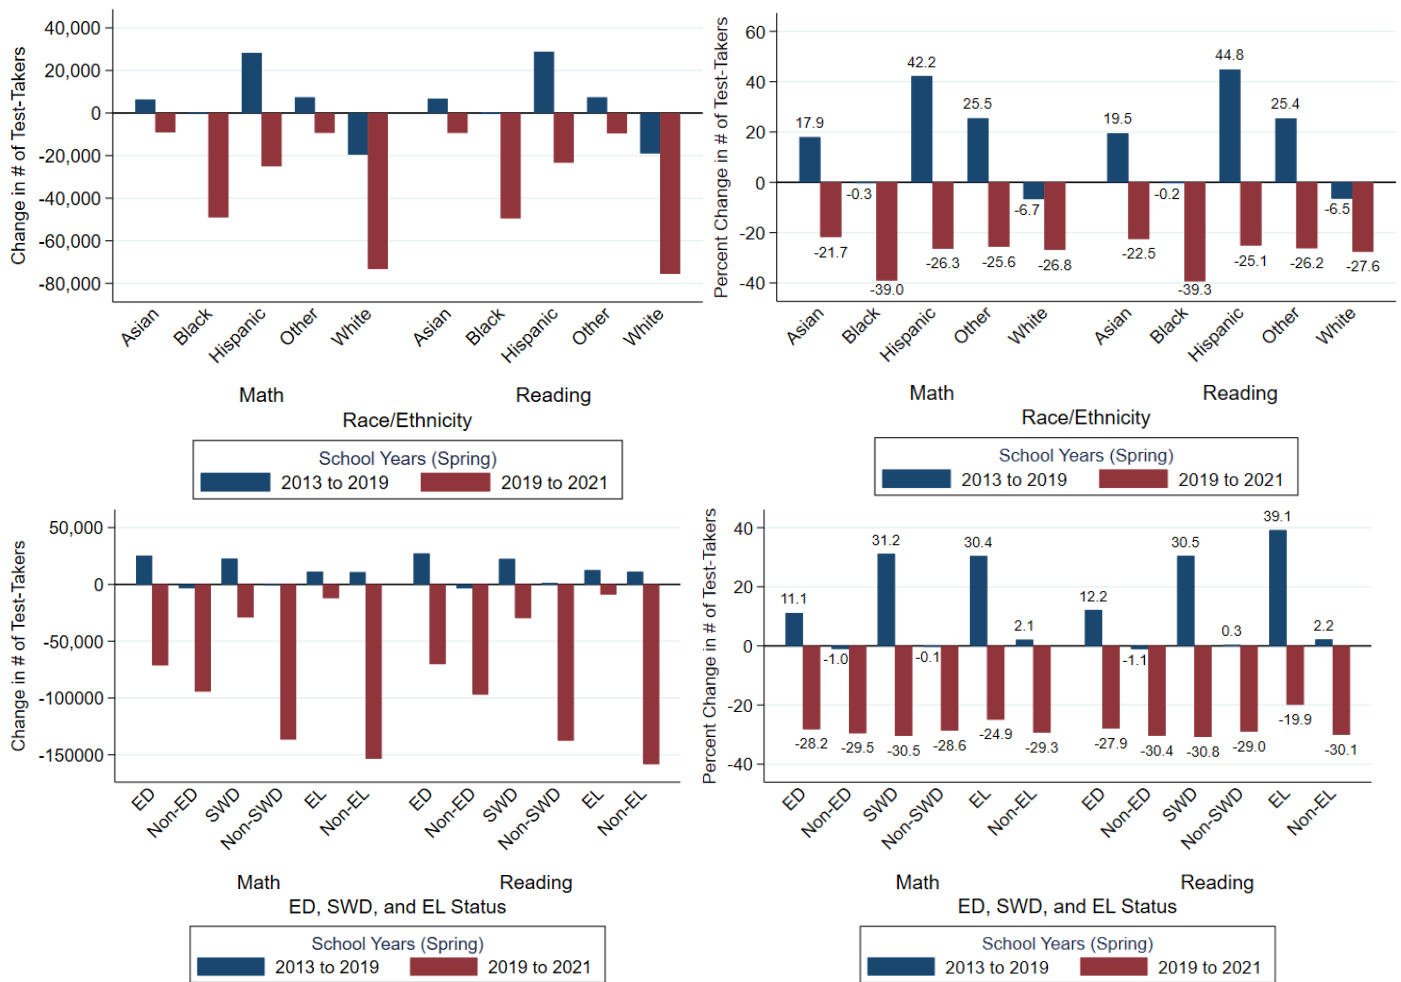 Change in # of Test-Takers
40,000
20,000
0
-20,000
-40,000
-60,000
-80,000
Asian Black Hispanic Other White Asian Black Hispanic Other White
Math Reading
Race/Ethnicity
School Years (Spring)
2013 to 2019 2019 to 2021
Percent Change in # of Test-Takers
60
40
20
0
-20
-40
17.9 -21.7 -0.3 -39.0 42.2 -26.3 25.5 -25.6 -6.7 -26.8 19.5 -22.5 -0.2 -39.3 44.8 -25.1 25.4 -26.2 -6.5 -27.6
Asian Black Hispanic Other White Asian Black Hispanic Other White
Math Reading
Race/Ethnicity
School Years (Spring)
2013 to 2019 2019 to 2021
Change in # of Test-Takers
50,000
0
-50,000
-100000
-150000
ED Non-ED SWD Non-SWD EL Non-EL ED Non-ED SWD Non-SWD EL Non-EL
Math Reading
ED, SWD, and EL Status
School Years (Spring)
2013 to 2019 2019 to 2021
Percent Change in # of Test-Takers
40
20
0
-20
-40
11.1 -28.2 -1.0 -29.5 31.2 -30.5 -0.1 -28.6 30.4 -24.9 2.1 -29.3 12.2 -27.9 -1.1 -30.4 30.5 -30.8 0.3 -29.0 39.1 -19.9 2.2 -30.1
ED Non-ED SWD Non-SWD EL Non-EL ED Non-ED SWD Non-SWD EL Non-EL
Math Reading
ED, SWD, and EL Status
School Years (Spring)
2013 to 2019 2019 to 2021